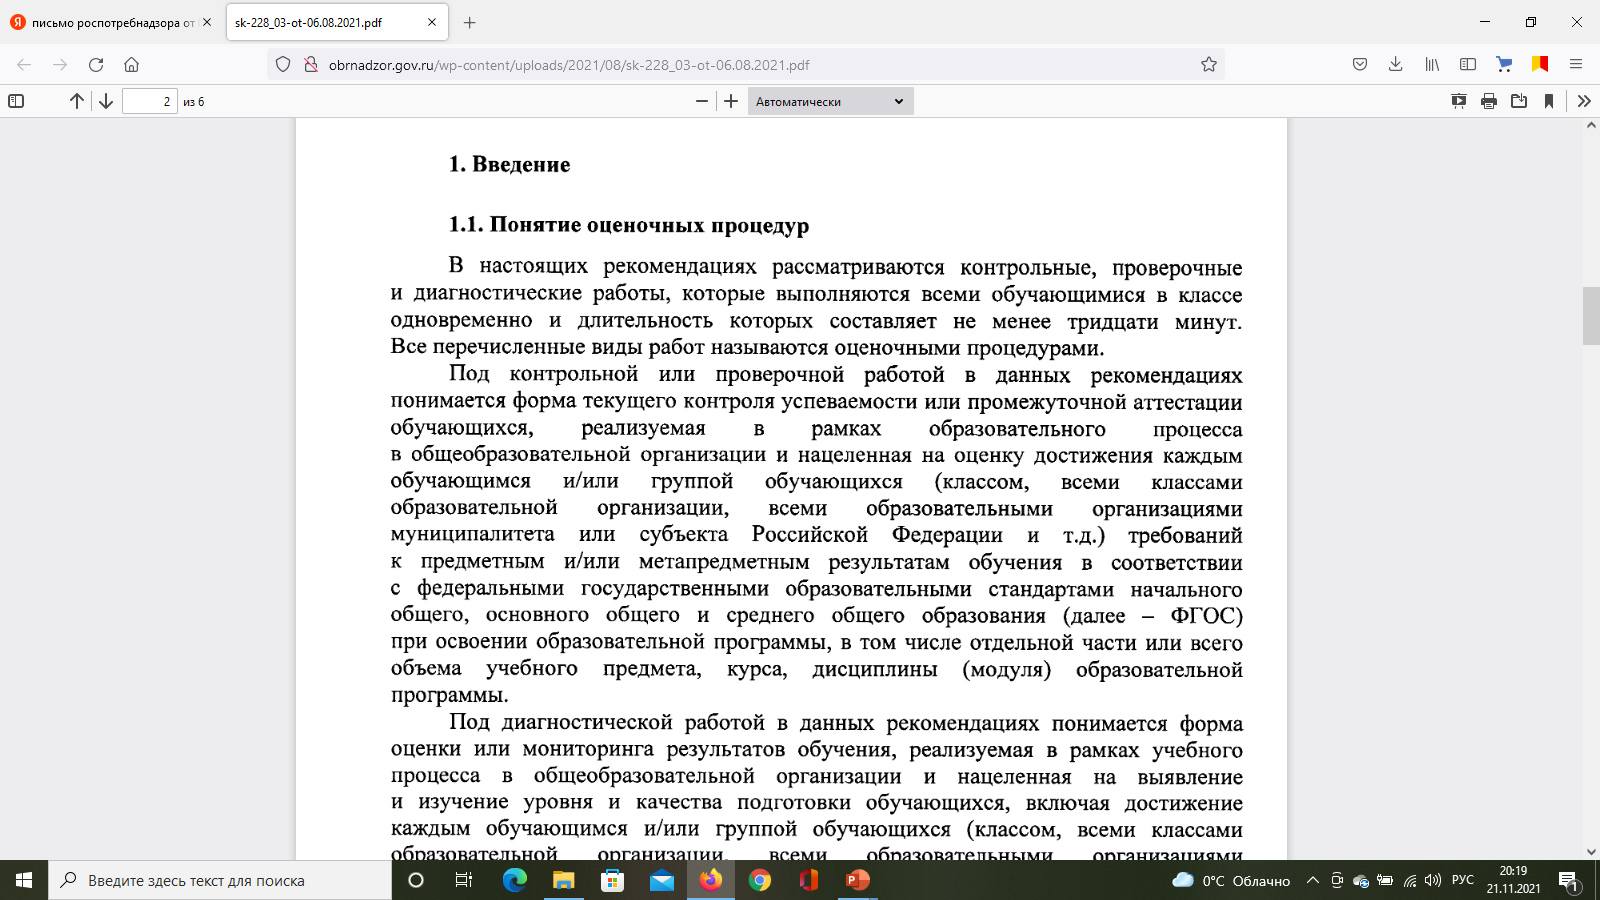 письмо роспотребнадзора от
sk-228_03-ot-06.08.2021.pdf
obrnadzor.gov.ru/wp-content/uploads/2021/08/sk-228_03-ot-06.08.2021.pdf
2 из 6
Автоматически
1. Введение
1.1. Понятие оценочных процедур
В настоящих рекомендациях рассматриваются контрольные, проверочные
и диагностические работы, которые выполняются всеми обучающимися в классе
одновременно и длительность которых составляет не менее тридцати минут.
Все перечисленные виды работ называются оценочными процедурами.
Под контрольной или проверочной работой в данных рекомендациях
понимается форма текущего контроля успеваемости или промежуточной аттестации
обучающихся, реализуемая в рамках образовательного процесса
в общеобразовательной организации и нацеленная на оценку достижения каждым
обучающимся и/или группой обучающихся (классом, всеми классами
образовательной организации, всеми образовательными организациями
муниципалитета или субъекта Российской Федерации и т.д.) требований
к предметным и/или метапредметным результатам обучения в соответствии
с федеральными государственными образовательными стандартами начального
общего, основного общего и среднего общего образования (далее – ФГОС)
при освоении образовательной программы, в том числе отдельной части или всего
объема учебного предмета, курса, дисциплины (модуля) образовательной
программы.
Под диагностической работой в данных рекомендациях понимается форма
оценки или мониторинга результатов обучения, реализуемая в рамках учебного
процесса в общеобразовательной организации и нацеленная на выявление
и изучение уровня и качества подготовки обучающихся, включая достижение
каждым обучающимся и/или группой обучающихся (классом, всеми классами
образовательной организации, всеми образовательными организациями
Введите здесь текст для поиска
0°C Облачно
РУС
20:19
21.11.2021
1